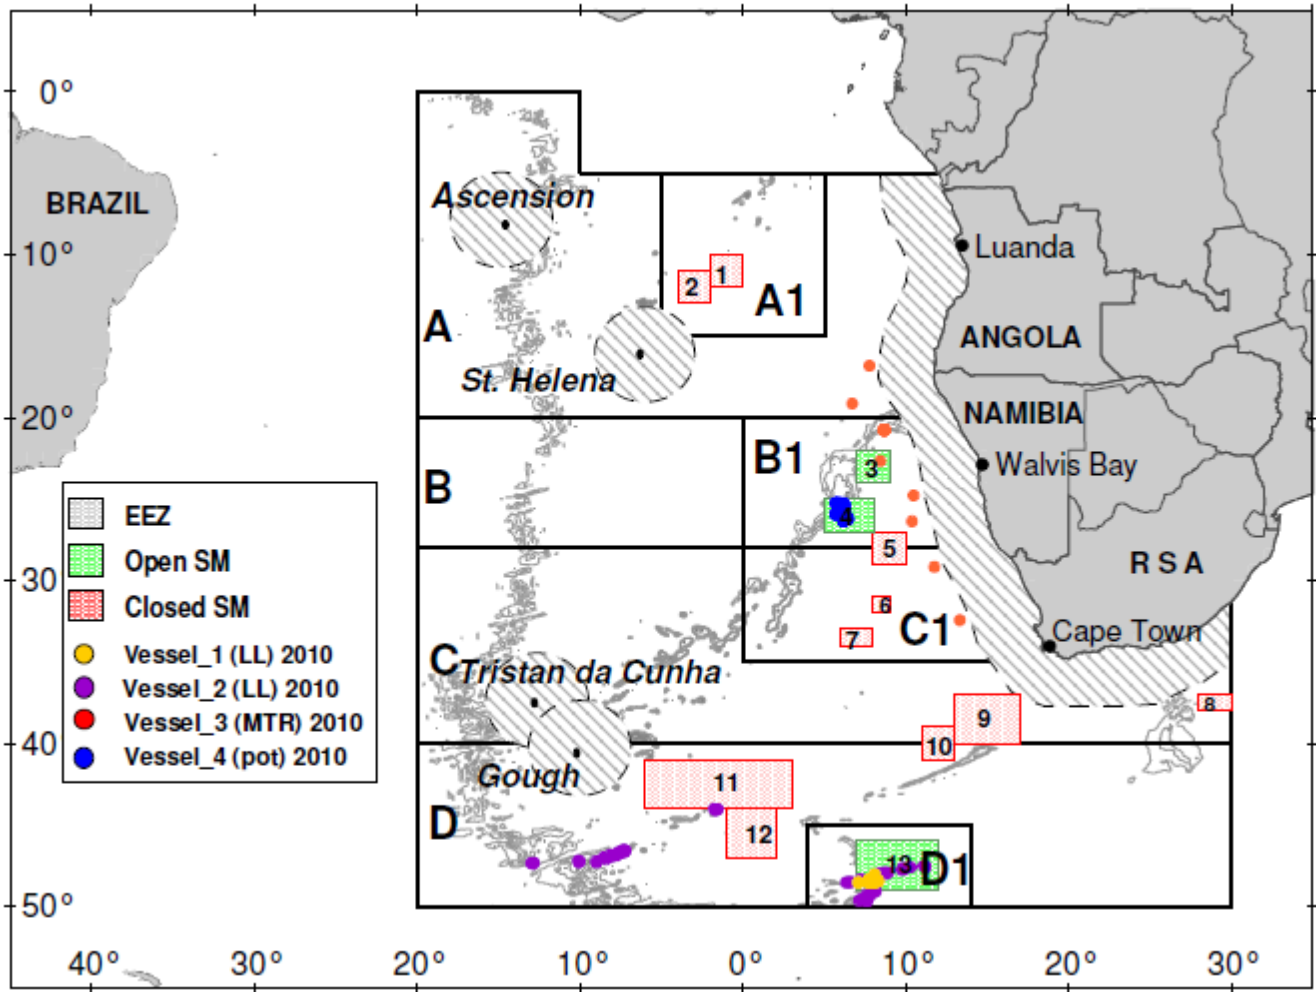 0°
10°
20°
30°
40°
50°
BRAZIL
Ascension
A
St. Helena
1
2
A1
Luanda
ANGOLA
NAMIBIA
Walvis Bay
B
B1
3
4
5
R S A
6
7
C1
Cape Town
C
Tristan da Cunha
8
9
10
Gough
11
12
D
13
D1
EEZ
Open SM
Closed SM
Vessel_1 (LL) 2010
Vessel_2 (LL) 2010
Vessel_3 (MTR) 2010
Vessel_4 (pot) 2010
40° 30° 20° 10° 0° 10° 20° 30°